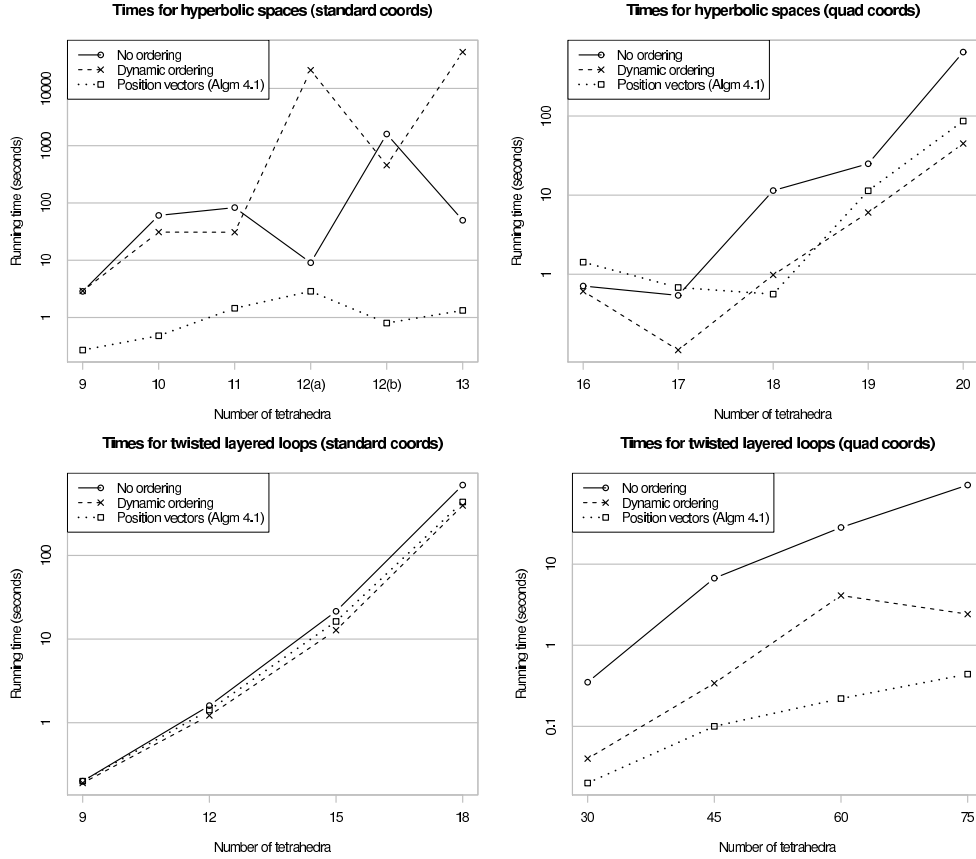 Times for hyperbolic spaces (standard coords)
No ordering
Dynamic ordering
Position vectors (Algm 4.1)
Running time (seconds)
10000
1000
100
10
1
9 10 11 12(a) 12(b) 13
Number of tetrahedra
Times for hyperbolic spaces (quad coords)
No ordering
Dynamic ordering
Position vectors (Algm 4.1)
Running time (seconds)
100
10
1
16 17 18 19 20
Number of tetrahedra
Times for twisted layered loops (standard coords)
No ordering
Dynamic ordering
Position vectors (Algm 4.1)
Running time (seconds)
100
10
1
9 12 15 18
Number of tetrahedra
Times for twisted layered loops (quad coords)
No ordering
Dynamic ordering
Position vectors (Algm 4.1)
Running time (seconds)
10
1
0.1
30 45 60 75
Number of tetrahedra